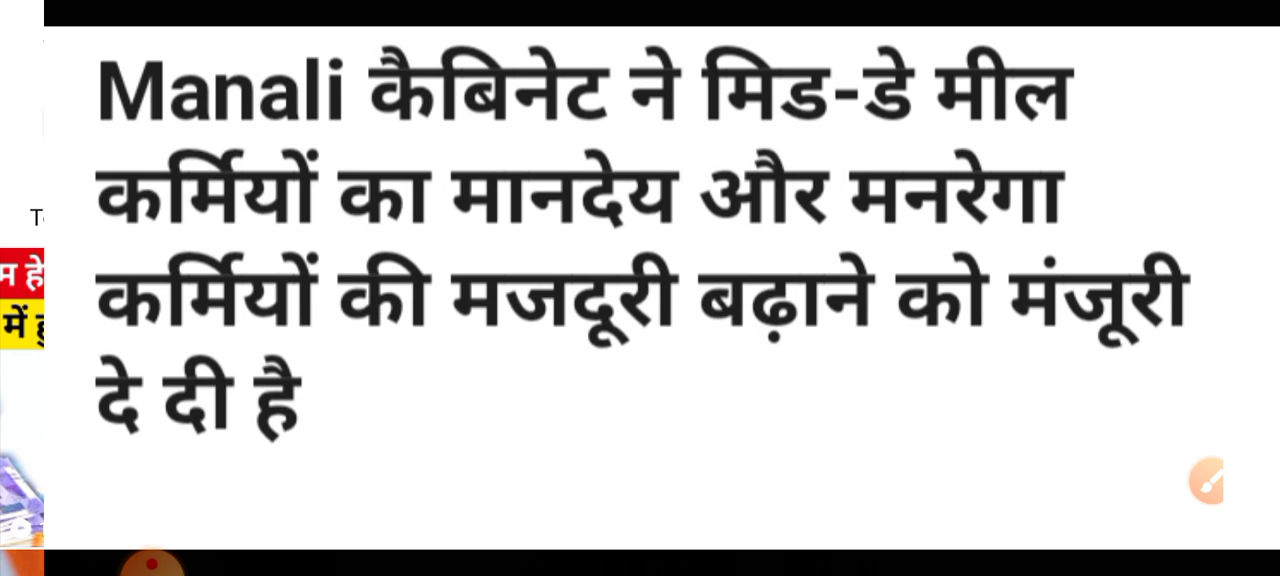 Manali कैबिनेट ने मिड-डे मील
कर्मियों का मानदेय और मनरेगा
कर्मियों की मजदूरी बढ़ाने को मंजूरी
दे दी है
में